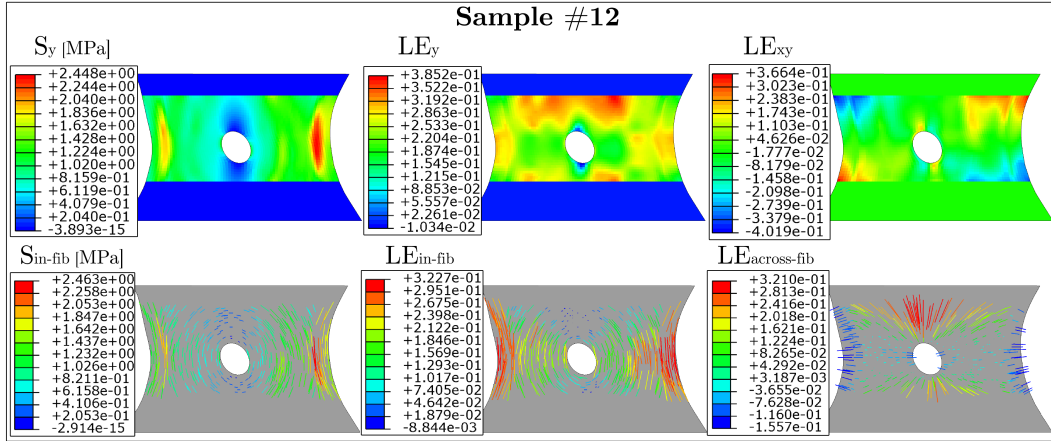 Sample #12
Sy [MPa]
+2.448e+00
+2.244e+00
+2.040e+00
+1.836e+00
+1.632e+00
+1.428e+00
+1.224e+00
+1.020e+00
+8.159e-01
+6.119e-01
+4.079e-01
+2.040e-01
-3.893e-15
LEy
+3.852e-01
+3.522e-01
+3.192e-01
+2.863e-01
+2.533e-01
+2.204e-01
+1.874e-01
+1.545e-01
+1.215e-01
+8.853e-02
+5.557e-02
+2.261e-02
-1.034e-02
LExy
+3.664e-01
+3.023e-01
+2.383e-01
+1.743e-01
+1.103e-01
+4.626e-02
-1.777e-02
-8.179e-02
-1.458e-01
-2.098e-01
-2.739e-01
-3.379e-01
-4.019e-01
Sin-fib [MPa]
+2.463e+00
+2.258e+00
+2.053e+00
+1.847e+00
+1.642e+00
+1.437e+00
+1.232e+00
+1.026e+00
+8.211e-01
+6.158e-01
+4.106e-01
+2.053e-01
-2.914e-15
LEin-fib
+3.227e-01
+2.951e-01
+2.675e-01
+2.398e-01
+2.122e-01
+1.846e-01
+1.569e-01
+1.293e-01
+1.017e-01
+7.405e-02
+4.642e-02
+1.879e-02
-8.844e-03
LEacross-fib
+3.210e-01
+2.813e-01
+2.416e-01
+2.018e-01
+1.621e-01
+1.224e-01
+8.265e-02
+4.292e-02
+3.187e-03
-3.655e-02
-7.628e-02
-1.160e-01
-1.557e-01